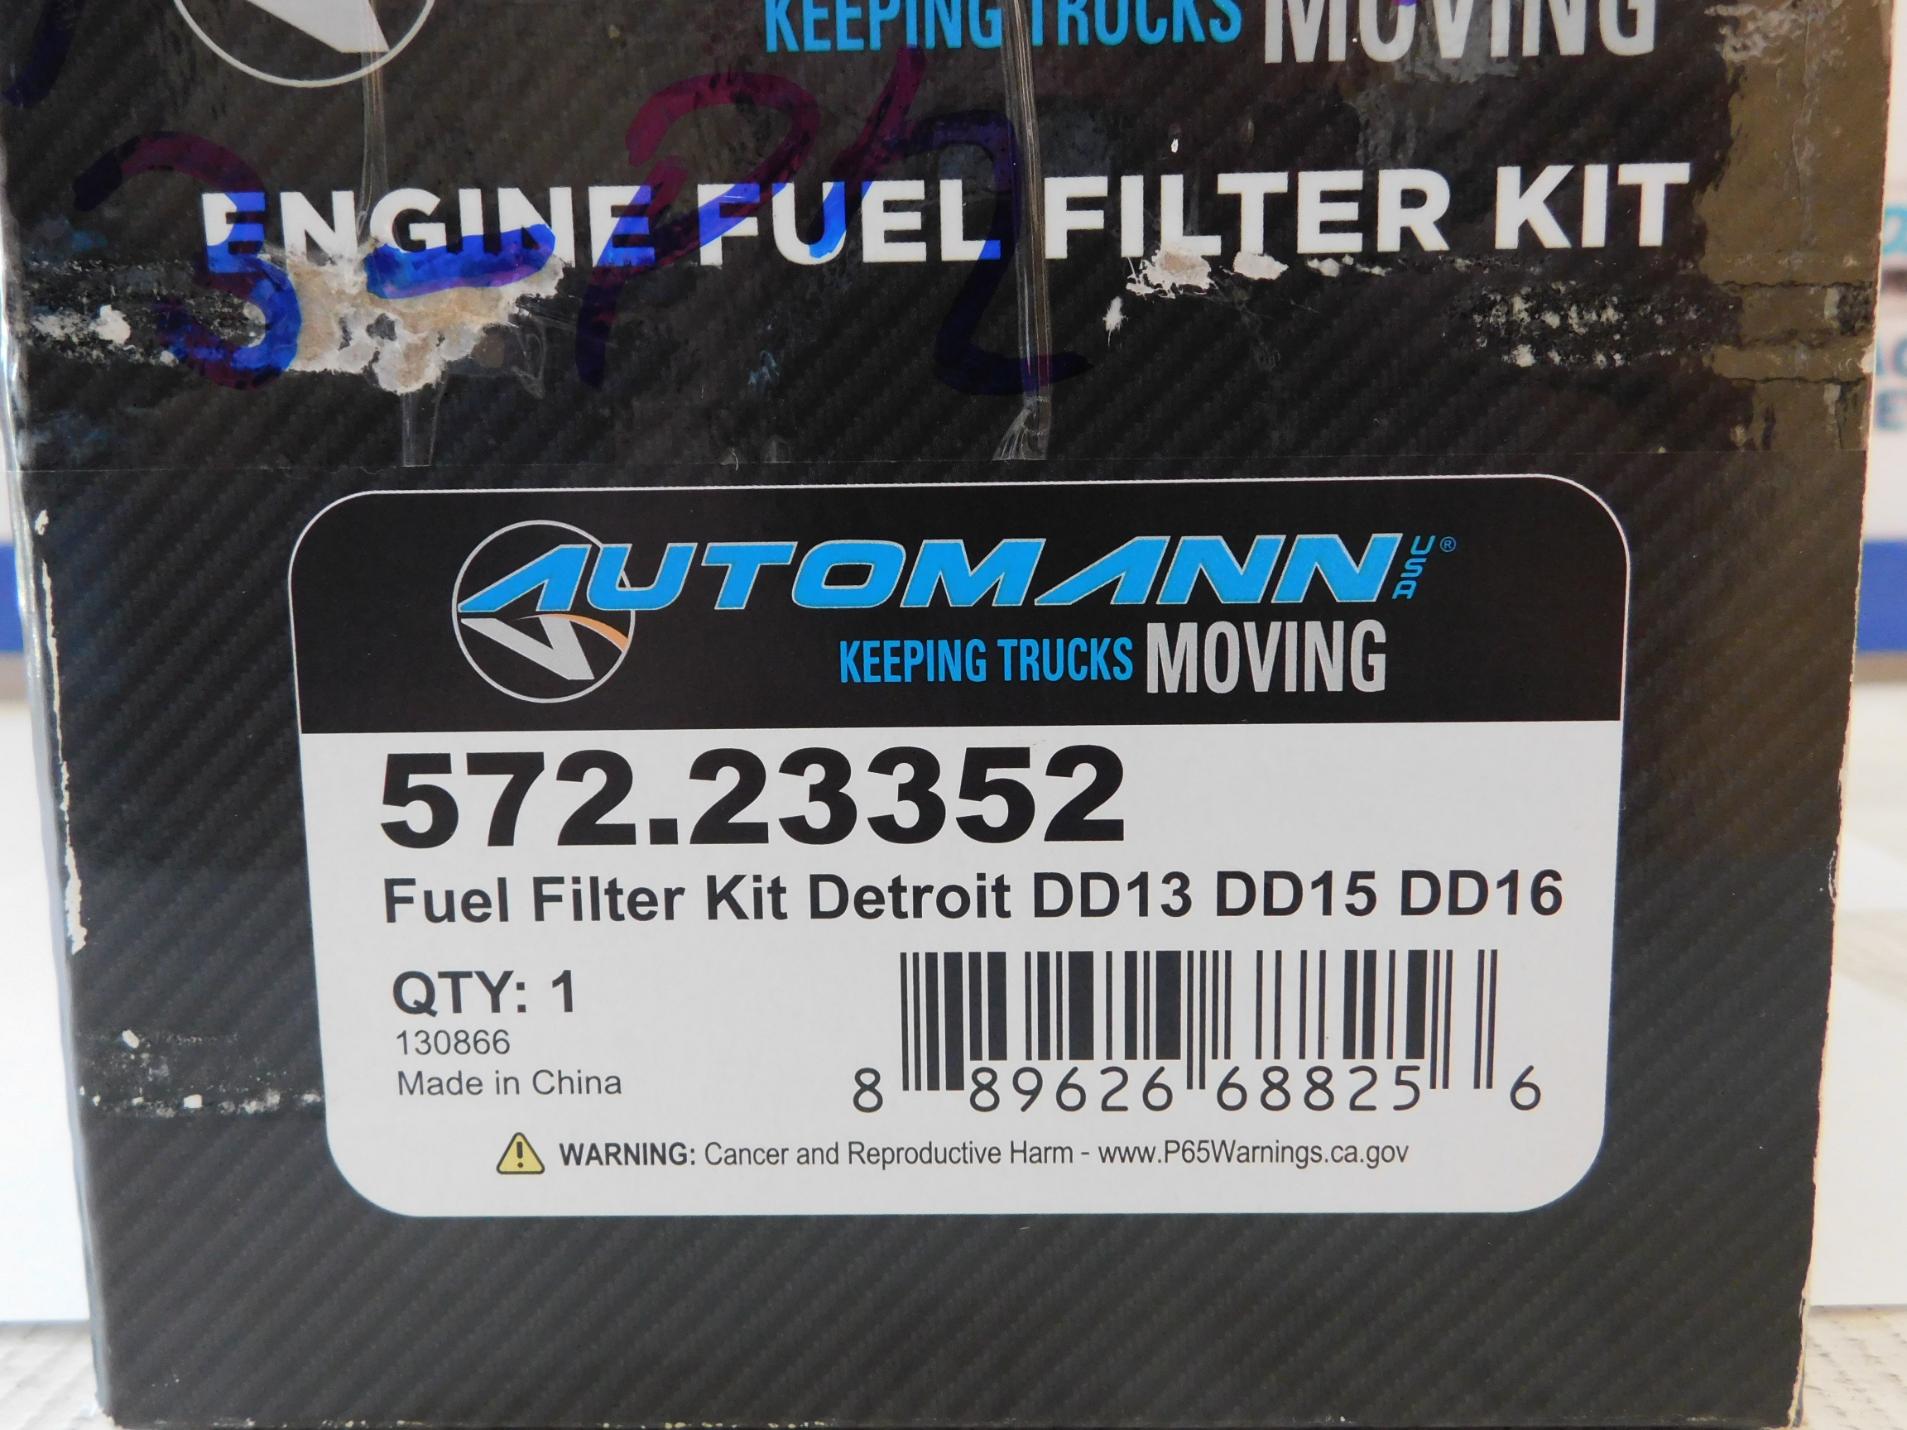 KEEPING TRUCKS MOVING
3-Ph2
ENGINE FUEL FILTER KIT
AUTOMANN USA®
KEEPING TRUCKS MOVING
572.23352
Fuel Filter Kit Detroit DD13 DD15 DD16
QTY: 1
130866
Made in China
8 89626 68825 6
WARNING: Cancer and Reproductive Harm - www.P65Warnings.ca.gov